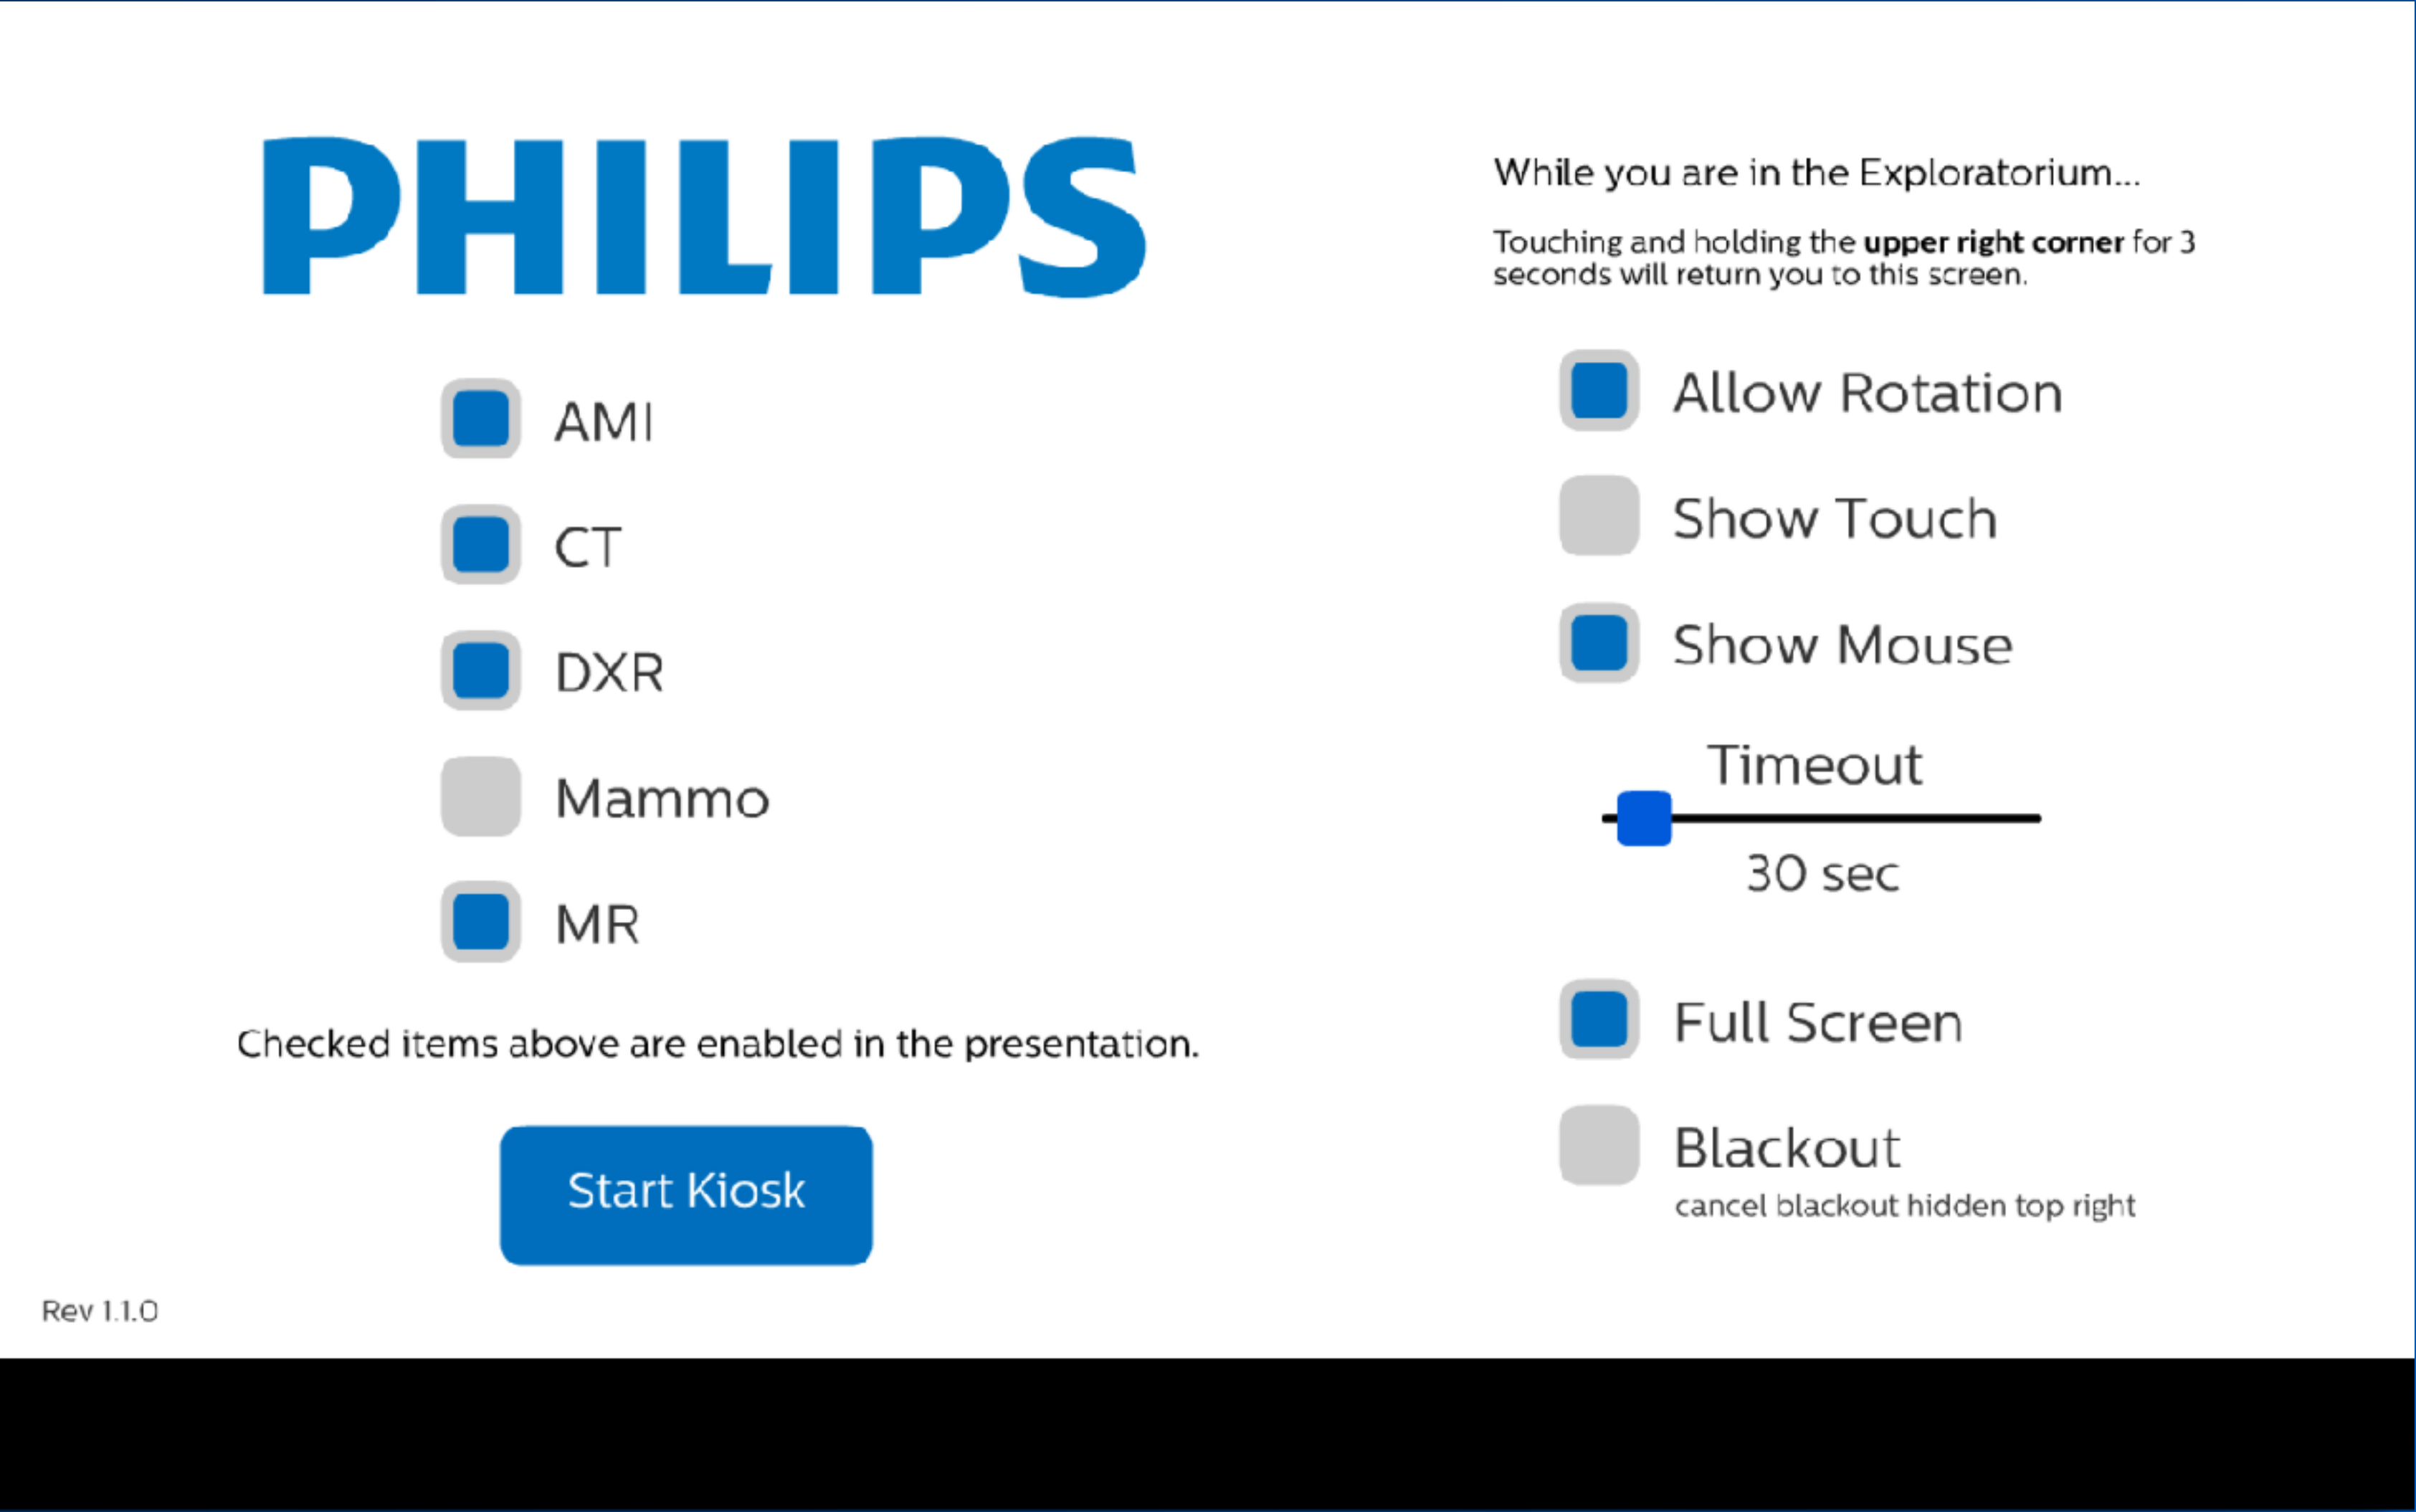 PHILIPS
AMI
CT
DXR
Mammo
MR
Checked items above are enabled in the presentation.
Start Kiosk
Rev 1.1.0
While you are in the Exploratorium...
Touching and holding the upper right corner for 3
seconds will return you to this screen.
Allow Rotation
Show Touch
Show Mouse
Timeout
30 sec
Full Screen
Blackout
cancel blackout hidden top right